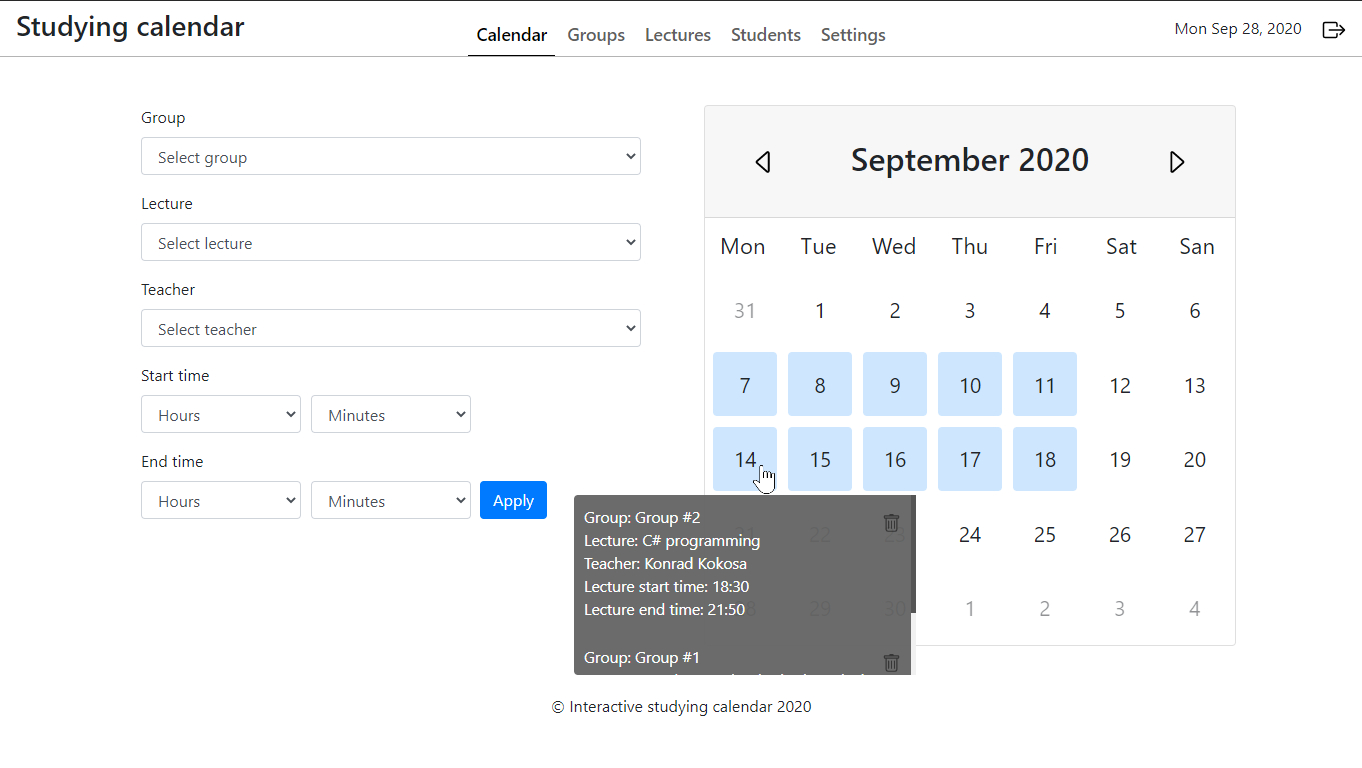 Studying calendar
Calendar Groups Lectures Students Settings
Mon Sep 28, 2020
Group
Select group
Lecture
Select lecture
Teacher
Select teacher
Start time
Hours Minutes
End time
Hours Minutes Apply
September 2020
Mon Tue Wed Thu Fri Sat San
31 1 2 3 4 5 6
7 8 9 10 11 12 13
14 15 16 17 18 19 20
22 23 24 25 26 27
29 30 1 2 3 4
Group: Group #2
Lecture: C# programming
Teacher: Konrad Kokosa
Lecture start time: 18:30
Lecture end time: 21:50
Group: Group #1
© Interactive studying calendar 2020